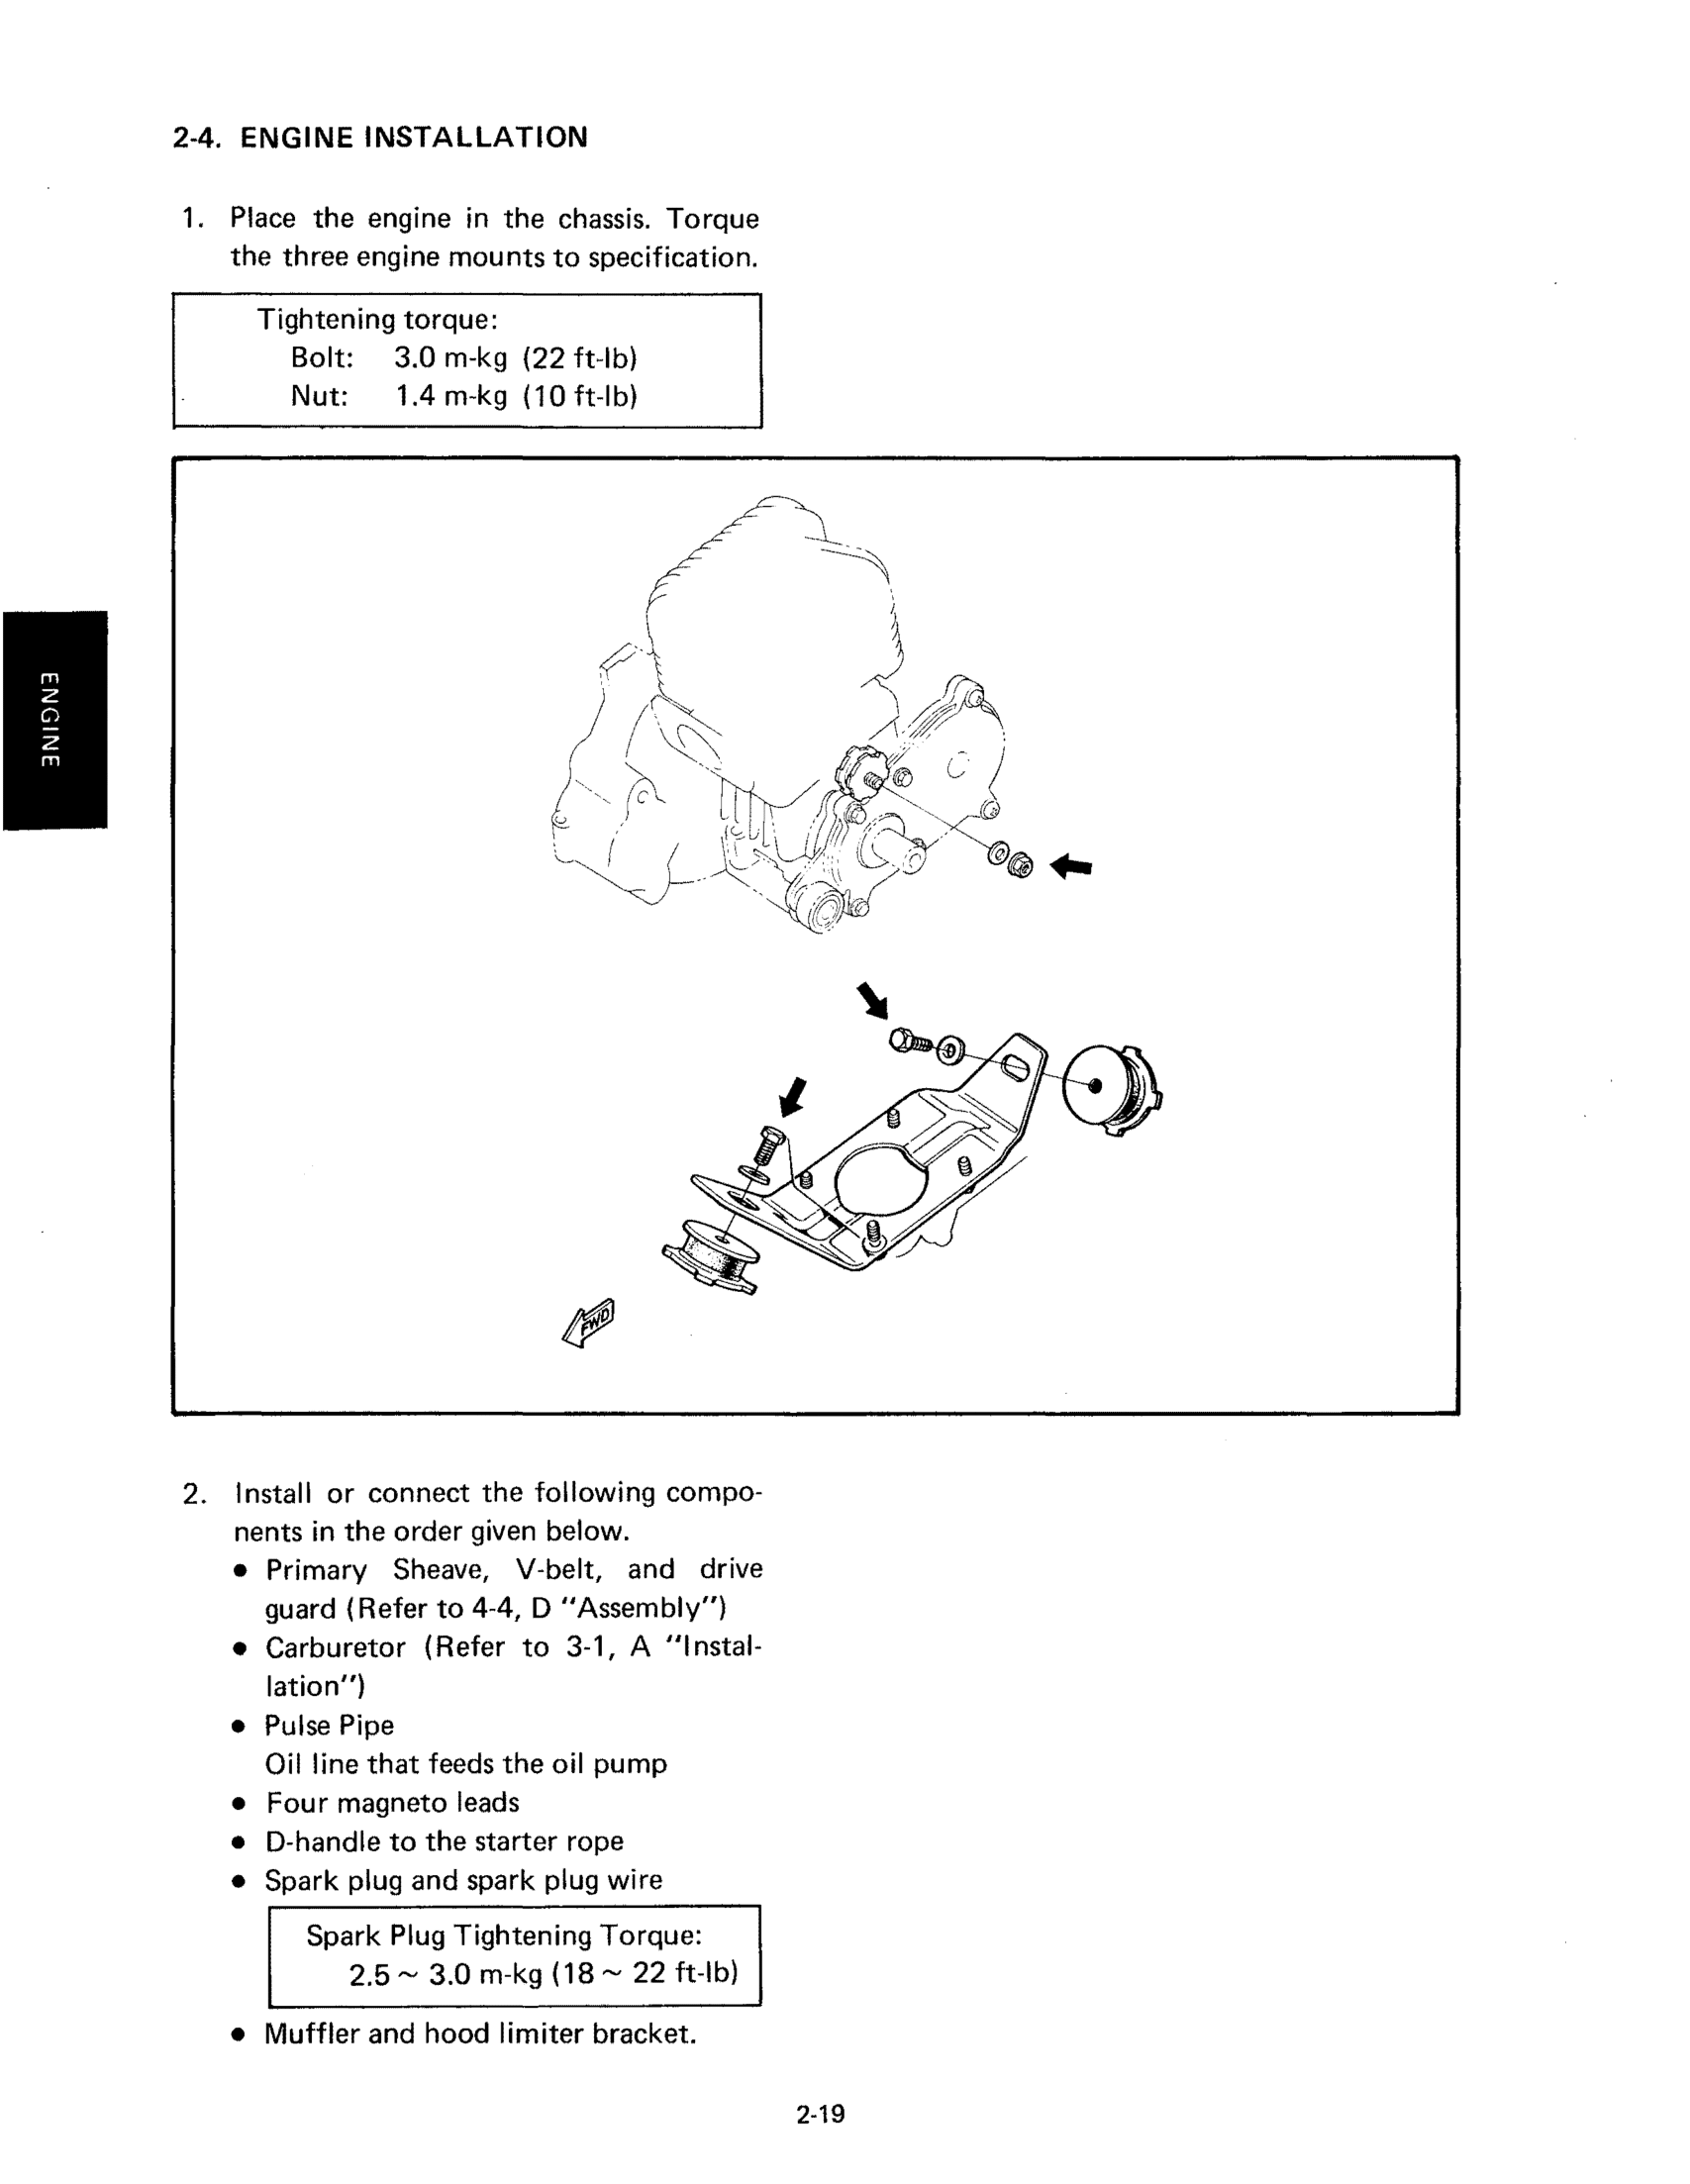 2-4. ENGINE INSTALLATION
1. Place the engine in the chassis. Torque
the three engine mounts to specification.
Tightening torque:
Bolt: 3.0 m-kg (22 ft-lb)
Nut: 1.4 m-kg (10 ft-lb)
ENGINE
FWD
2. Install or connect the following compo-
nents in the order given below.
● Primary Sheave, V-belt, and drive
guard (Refer to 4-4, D "Assembly")
● Carburetor (Refer to 3-1, A "Instal-
lation")
● Pulse Pipe
Oil line that feeds the oil pump
● Four magneto leads
● D-handle to the starter rope
● Spark plug and spark plug wire
Spark Plug Tightening Torque:
2.5 ~ 3.0 m-kg (18 ~ 22 ft-lb)
● Muffler and hood limiter bracket.
2-19